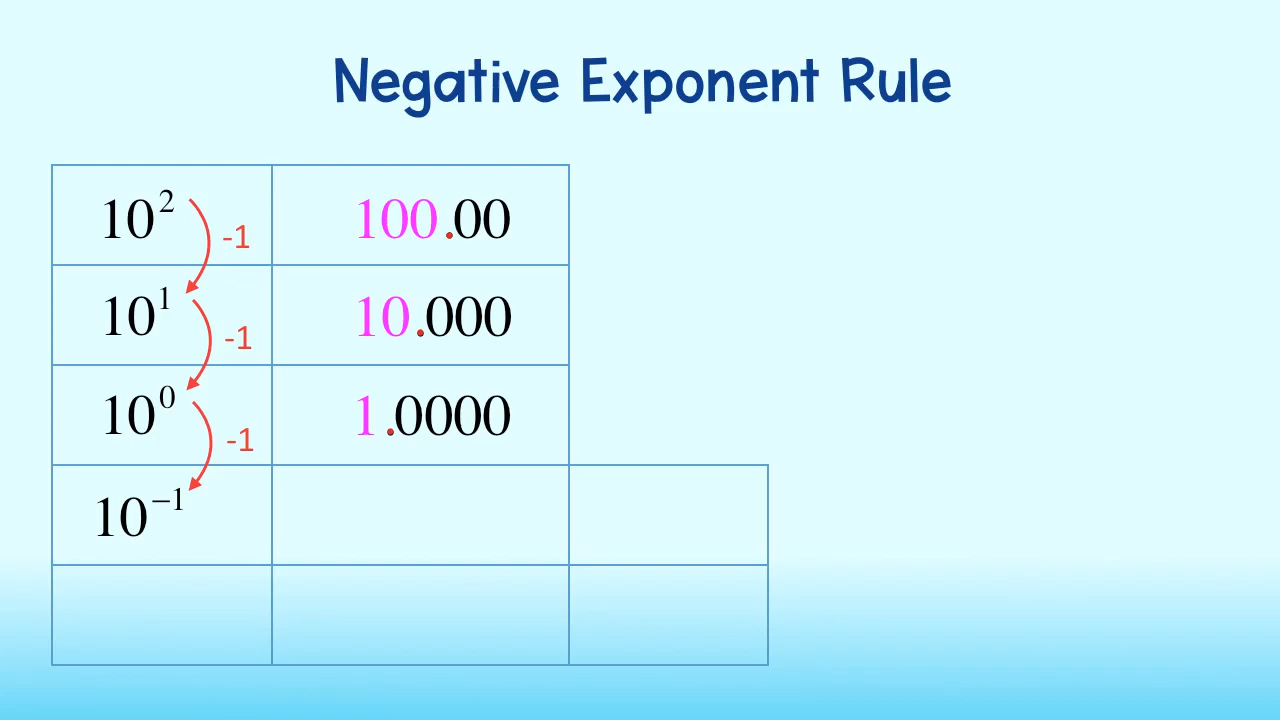 Negative Exponent Rule
10² -1 100.00
10¹ -1 10.000
10⁰ -1 1.0000
10⁻¹